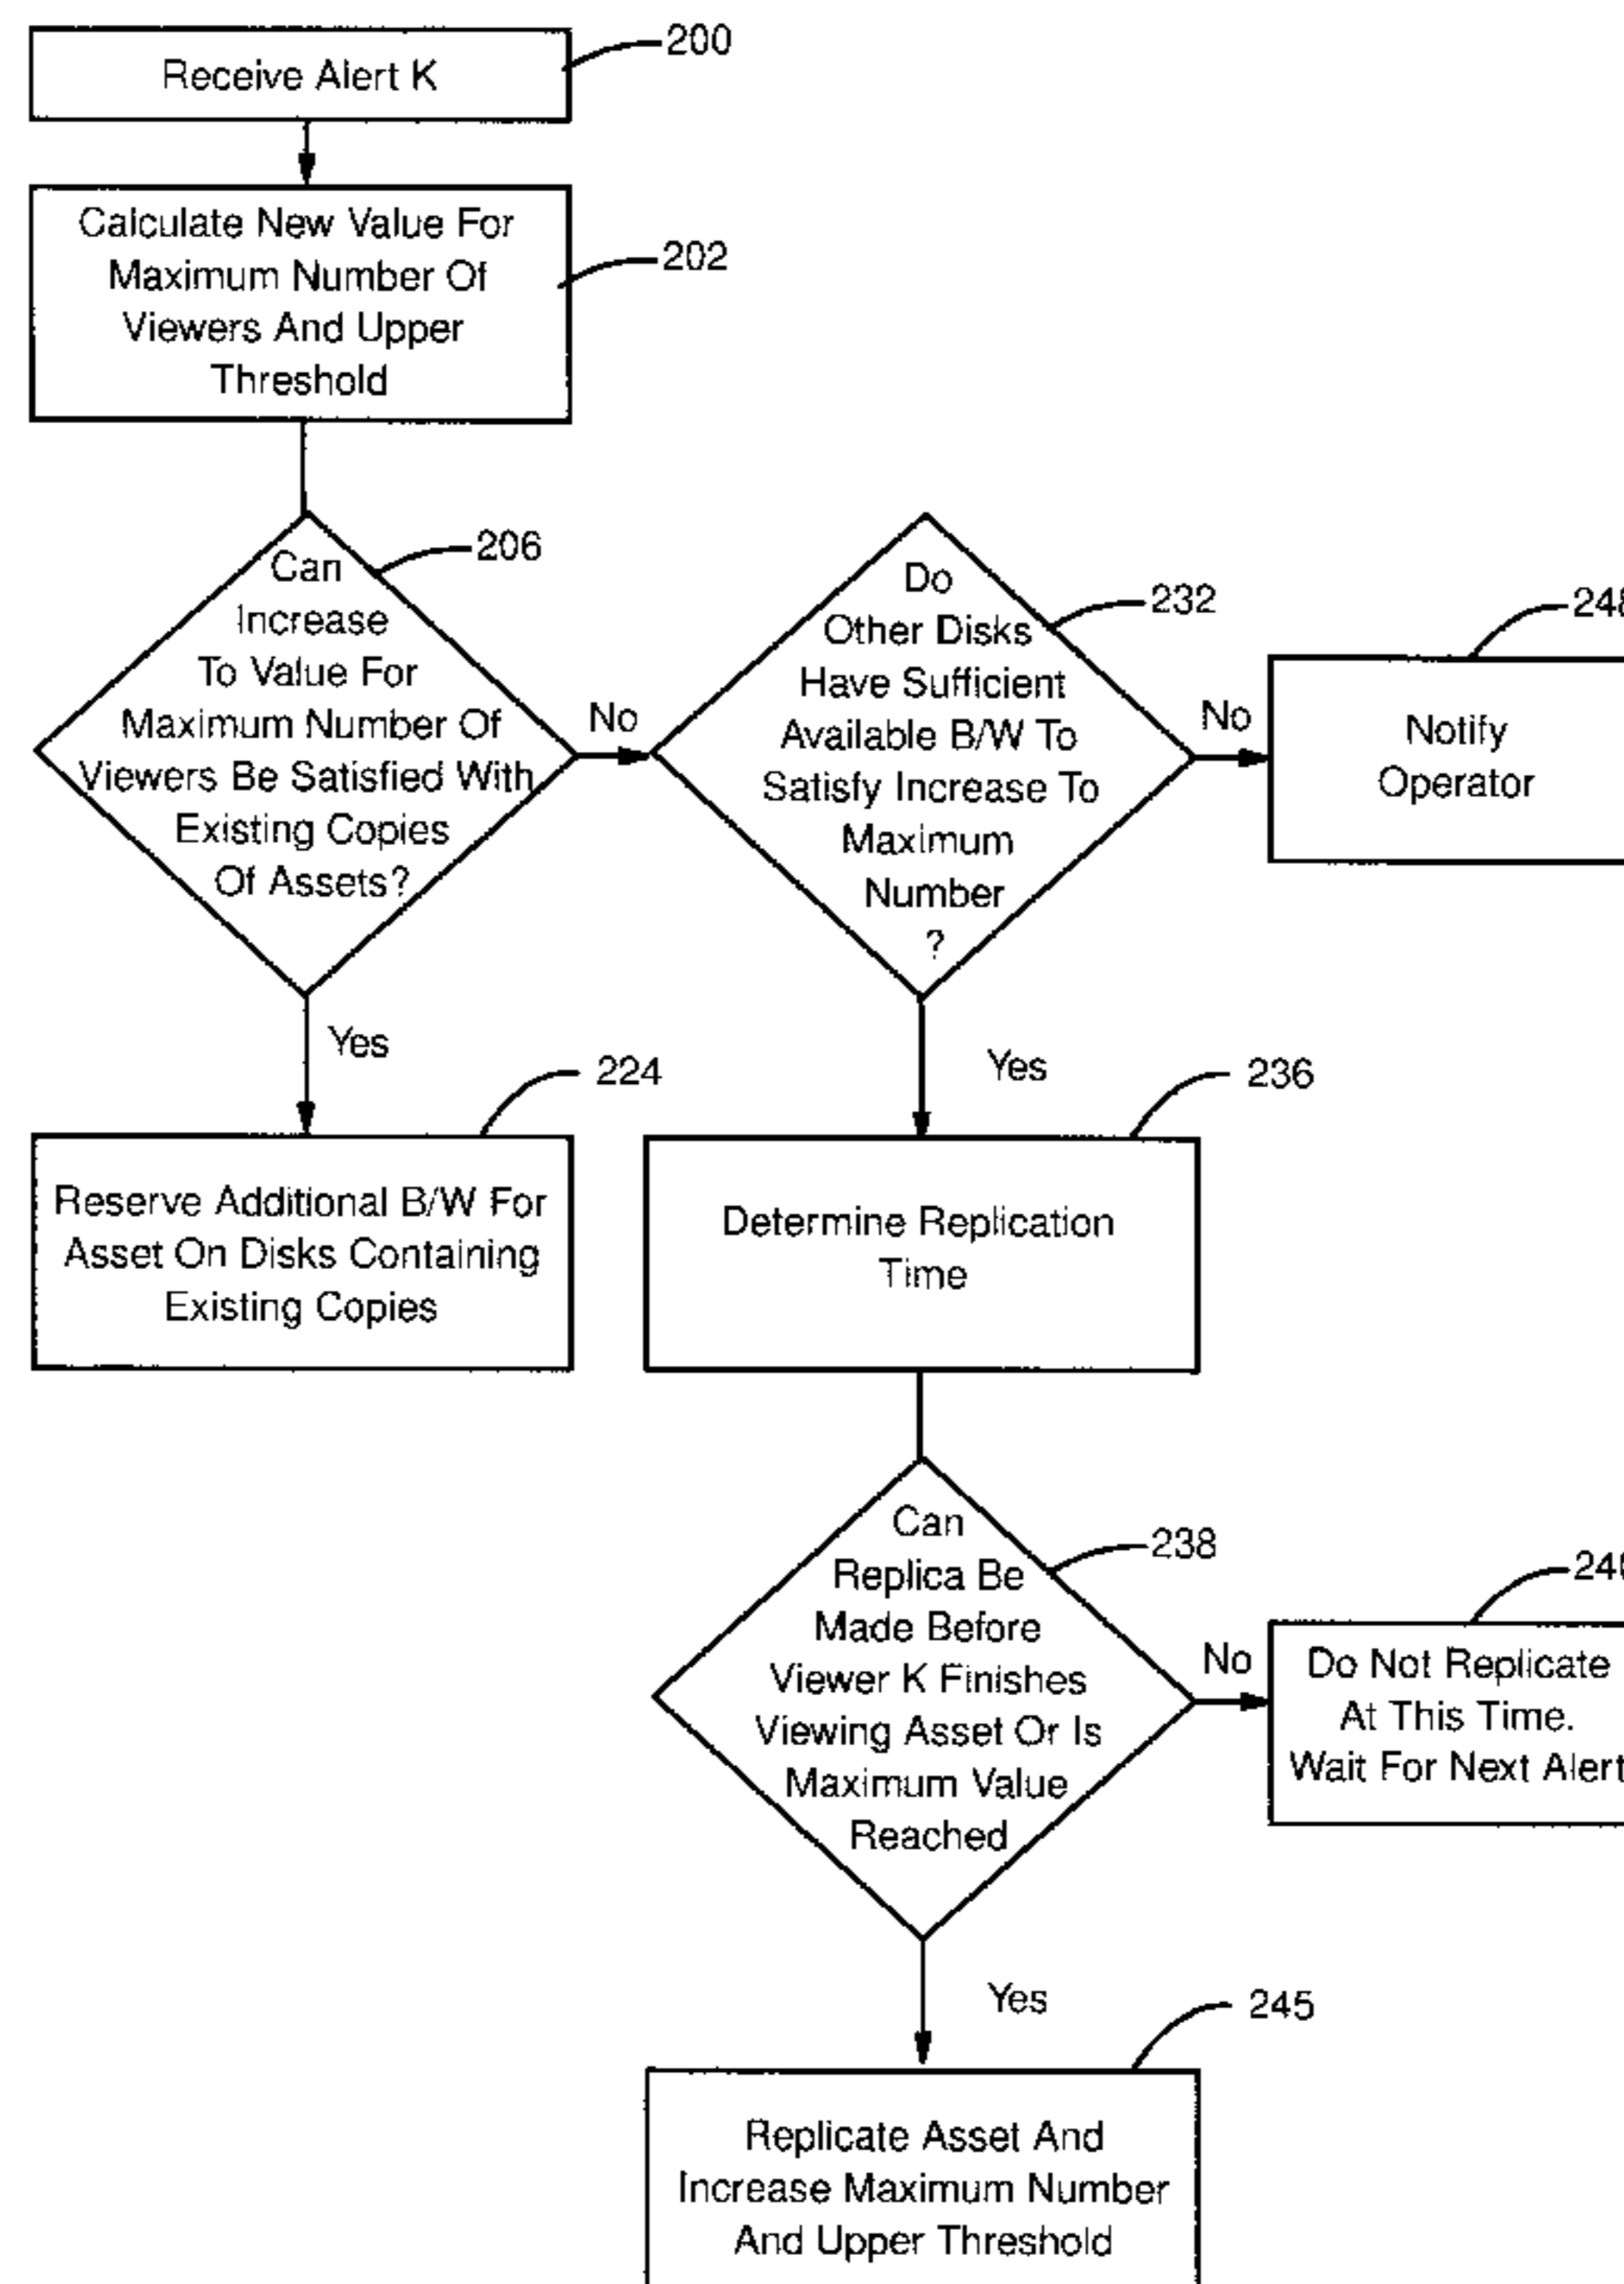 200
Receive Alert K
Calculate New Value For
Maximum Number Of
Viewers And Upper
Threshold
202
206
Can
Increase
To Value For
Maximum Number Of
Viewers Be Satisfied With
Existing Copies
Of Assets?
No
232
Do
Other Disks
Have Sufficient
Available B/W To
Satisfy Increase To
Maximum
Number
?
No
Notify
Operator
Yes
224
Reserve Additional B/W For
Asset On Disks Containing
Existing Copies
Yes
236
Determine Replication
Time
238
Can
Replica Be
Made Before
Viewer K Finishes
Viewing Asset Or Is
Maximum Value
Reached
No
Do Not Replicate
At This Time.
Wait For Next Alert
Yes
245
Replicate Asset And
Increase Maximum Number
And Upper Threshold